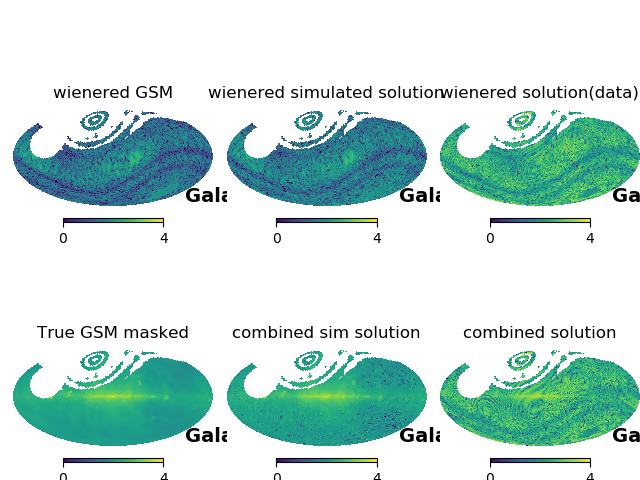 wienered GSM
wienered simulated solution
wienered solution(data)
Gala
Gala
Ga
0 4
0 4
0 4
True GSM masked
combined sim solution
combined solution
Gala
Gala
Ga
0 4
0 4
0 4